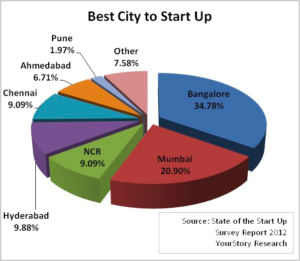 Best City to Start Up
Pune
1.97%
Other
7.58%
Ahmedabad
6.71%
Chennai
9.09%
Bangalore
34.78%
NCR
9.09%
Mumbai
20.90%
Hyderabad
9.88%
Source: State of the Start Up
Survey Report 2012
YourStory Research